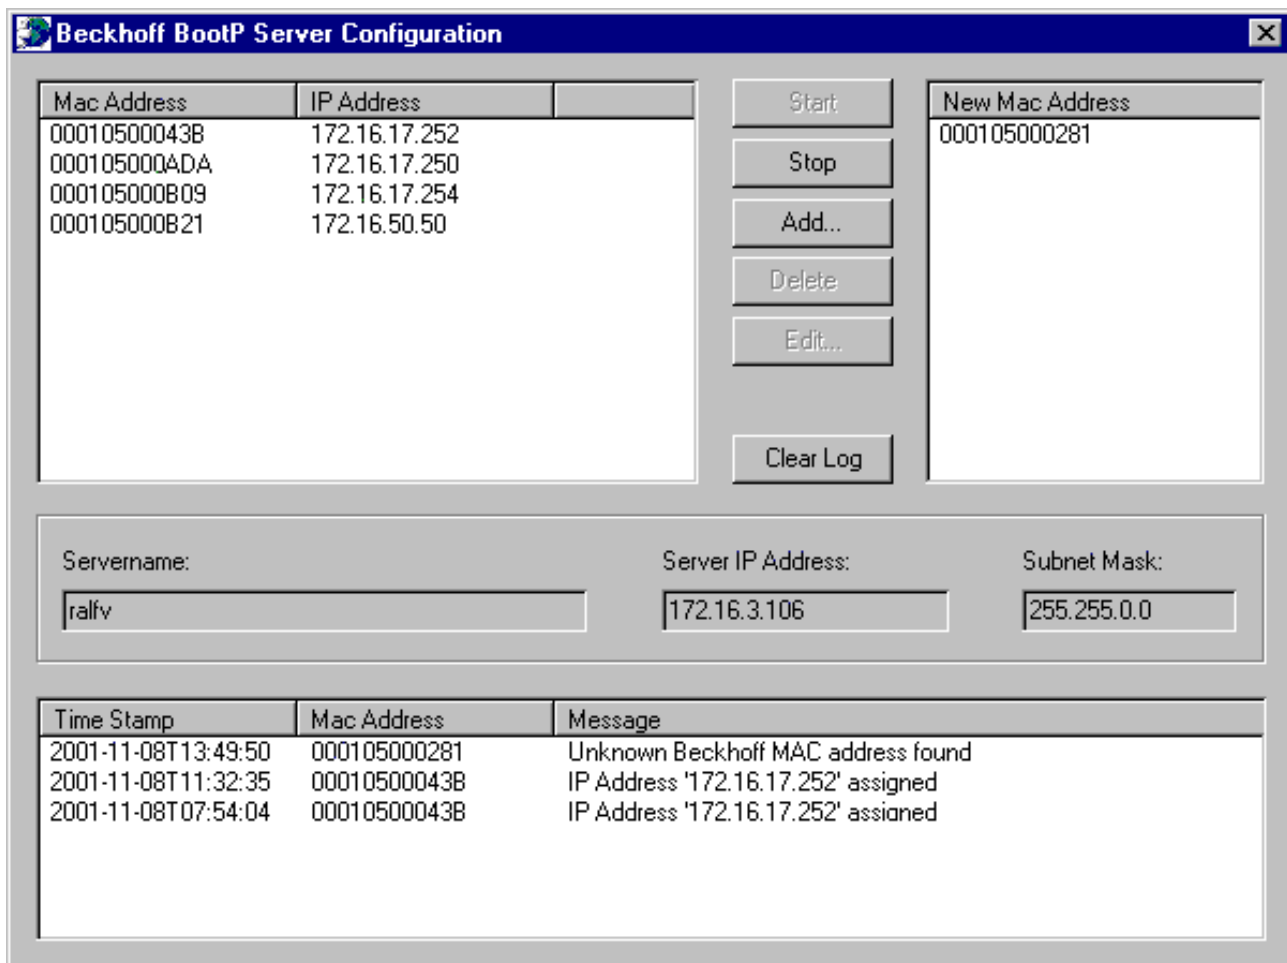 Beckhoff BootP Server Configuration
Mac Address IP Address
00010500043B 172.16.17.252
000105000ADA 172.16.17.250
000105000B09 172.16.17.254
000105000B21 172.16.50.50
Start
Stop
Add...
Delete
Edit...
Clear Log
New Mac Address
000105000281
Servername: Server IP Address: Subnet Mask:
ralfv 172.16.3.106 255.255.0.0
Time Stamp Mac Address Message
2001-11-08T13:49:50 000105000281 Unknown Beckhoff MAC address found
2001-11-08T11:32:35 00010500043B IP Address '172.16.17.252' assigned
2001-11-08T07:54:04 00010500043B IP Address '172.16.17.252' assigned